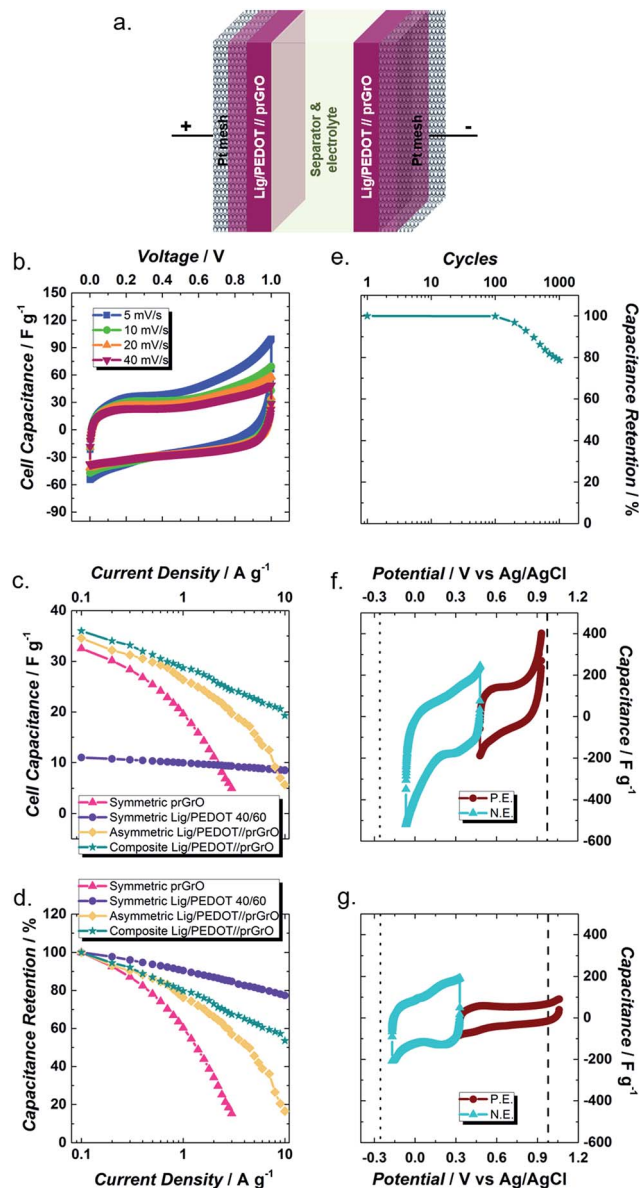 a.
+
-
Pt mesh
Lig/PEDOT // prGrO
Separator &
electrolyte
Lig/PEDOT // prGrO
Pt mesh
b.
Voltage / V
0.0 0.2 0.4 0.6 0.8 1.0
150
120
90
60
30
0
-30
-60
-90
Cell Capacitance / F g-1
5 mV/s
10 mV/s
20 mV/s
40 mV/s
e.
Cycles
1 10 100 1000
100
80
60
40
20
0
Capacitance Retention / %
c.
Current Density / A g-1
0.1 1 10
40
30
20
10
0
Cell Capacitance / F g-1
Symmetric prGrO
Symmetric Lig/PEDOT 40/60
Asymmetric Lig/PEDOT//prGrO
Composite Lig/PEDOT//prGrO
f.
Potential / V vs Ag/AgCl
-0.3 0.0 0.3 0.6 0.9 1.2
400
200
0
-200
-400
-600
Capacitance / F g-1
P.E.
N.E.
d.
Symmetric prGrO
Symmetric Lig/PEDOT 40/60
Asymmetric Lig/PEDOT//prGrO
Composite Lig/PEDOT//prGrO
120
100
80
60
40
20
0
Capacitance Retention / %
0.1 1 10
Current Density / A g-1
g.
400
200
0
-200
-400
-600
Capacitance / F g-1
P.E.
N.E.
-0.3 0.0 0.3 0.6 0.9 1.2
Potential / V vs Ag/AgCl